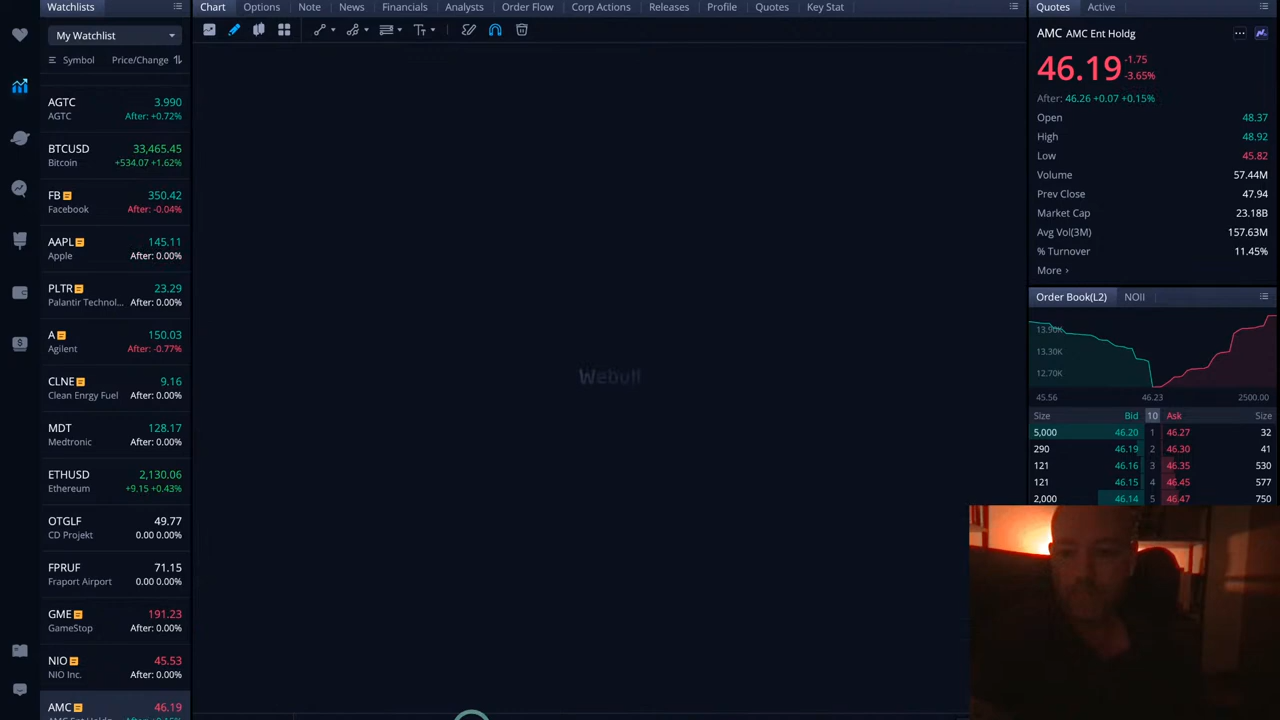 Watchlists
My Watchlist
Symbol Price/Change
AGTC 3.990
AGTC After: +0.72%
BTCUSD 33,465.45
Bitcoin +534.07 +1.62%
FB 350.42
Facebook After: -0.04%
AAPL 145.11
Apple After: 0.00%
PLTR 23.29
Palantir Technol... After: 0.00%
A 150.03
Agilent After: -0.77%
CLNE 9.16
Clean Enrgy Fuel After: 0.00%
MDT 128.17
Medtronic After: 0.00%
ETHUSD 2,130.06
Ethereum +9.15 +0.43%
OTGLF 49.77
CD Projekt 0.00 0.00%
FPRUF 71.15
Fraport Airport 0.00 0.00%
GME 191.23
GameStop After: 0.00%
NIO 45.53
NIO Inc. After: 0.00%
AMC 46.19
AMC Ent Holdg After: +0.15%
Chart Options Note News Financials Analysts Order Flow Corp Actions Releases Profile Quotes Key Stat
Webull
Quotes Active
AMC AMC Ent Holdg
46.19 -1.75
-3.65%
After: 46.26 +0.07 +0.15%
Open 48.37
High 48.92
Low 45.82
Volume 57.44M
Prev Close 47.94
Market Cap 23.18B
Avg Vol(3M) 157.63M
% Turnover 11.45%
More ›
Order Book(L2) NOII
13.90K
13.30K
12.70K
45.56 46.23 2500.00
Size Bid 10 Ask Size
5,000 46.20 1 46.27 32
290 46.19 2 46.30 41
121 46.16 3 46.35 530
121 46.15 4 46.45 577
2,000 46.14 5 46.47 750